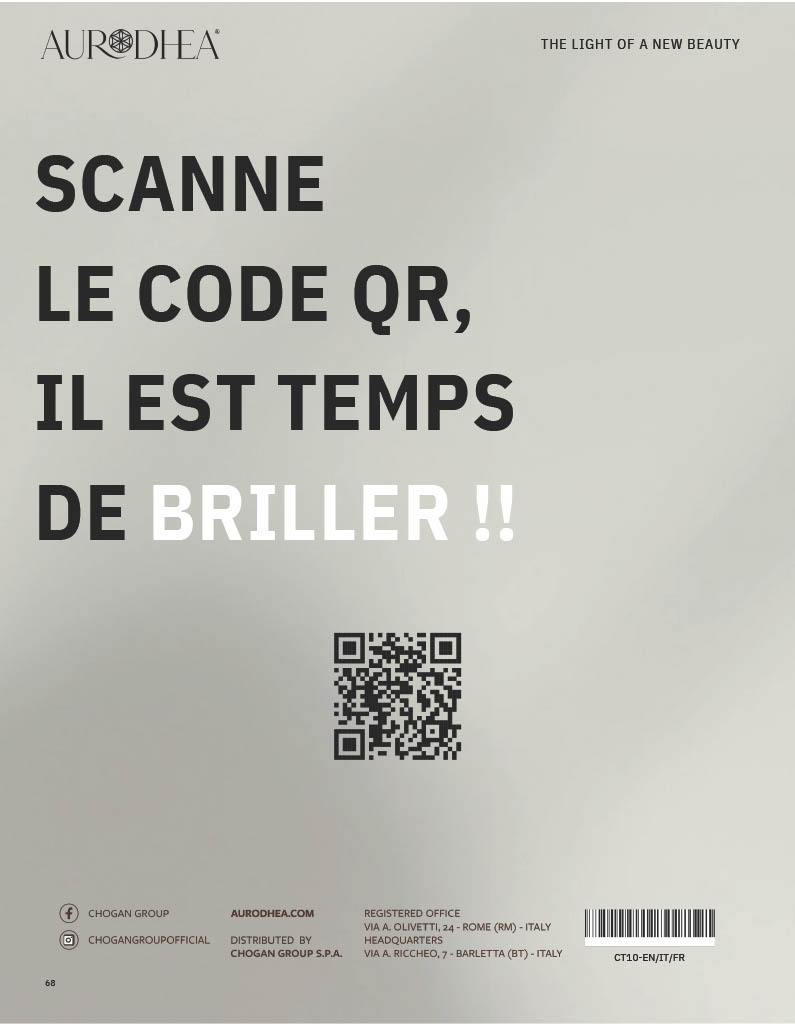 AURODHEA®
THE LIGHT OF A NEW BEAUTY
SCANNE
LE CODE QR,
IL EST TEMPS
DE BRILLER !!
CHOGAN GROUP
CHOGANGROUPOFFICIAL
AURODHEA.COM
DISTRIBUTED BY
CHOGAN GROUP S.P.A.
REGISTERED OFFICE
VIA A. OLIVETTI, 24 - ROME (RM) - ITALY
HEADQUARTERS
VIA A. RICCHEO, 7 - BARLETTA (BT) - ITALY
CT10-EN/IT/FR
68